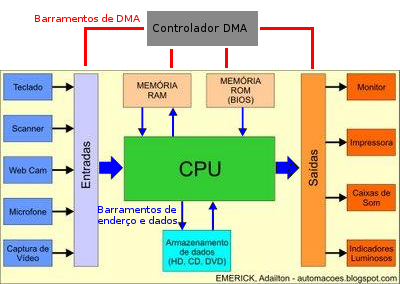 Barramentos de DMA
Controlador DMA
Teclado
Scanner
Web Cam
Microfone
Captura de
Vídeo
Entradas
MEMÓRIA
RAM
MEMÓRIA
ROM
(BIOS)
CPU
Barramentos de
enderço e dados
Armazenamento
de dados
(HD, CD, DVD)
Saídas
Monitor
Impressora
Caixas de
Som
Indicadores
Luminosos
EMERICK, Adailton - automacoes.blogspot.com